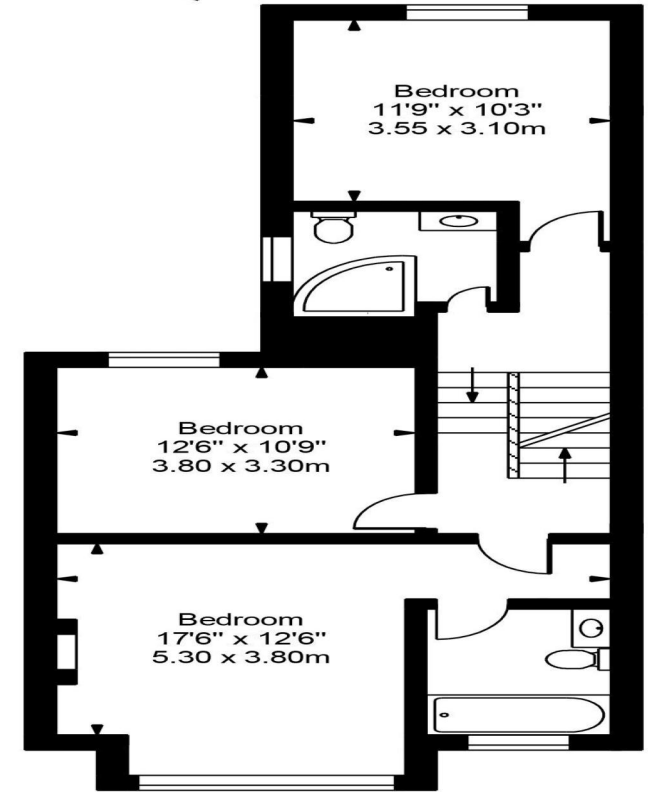 Bedroom
11'9" x 10'3"
3.55 x 3.10m
Bedroom
12'6" x 10'9"
3.80 x 3.30m
Bedroom
17'6" x 12'6"
5.30 x 3.80m